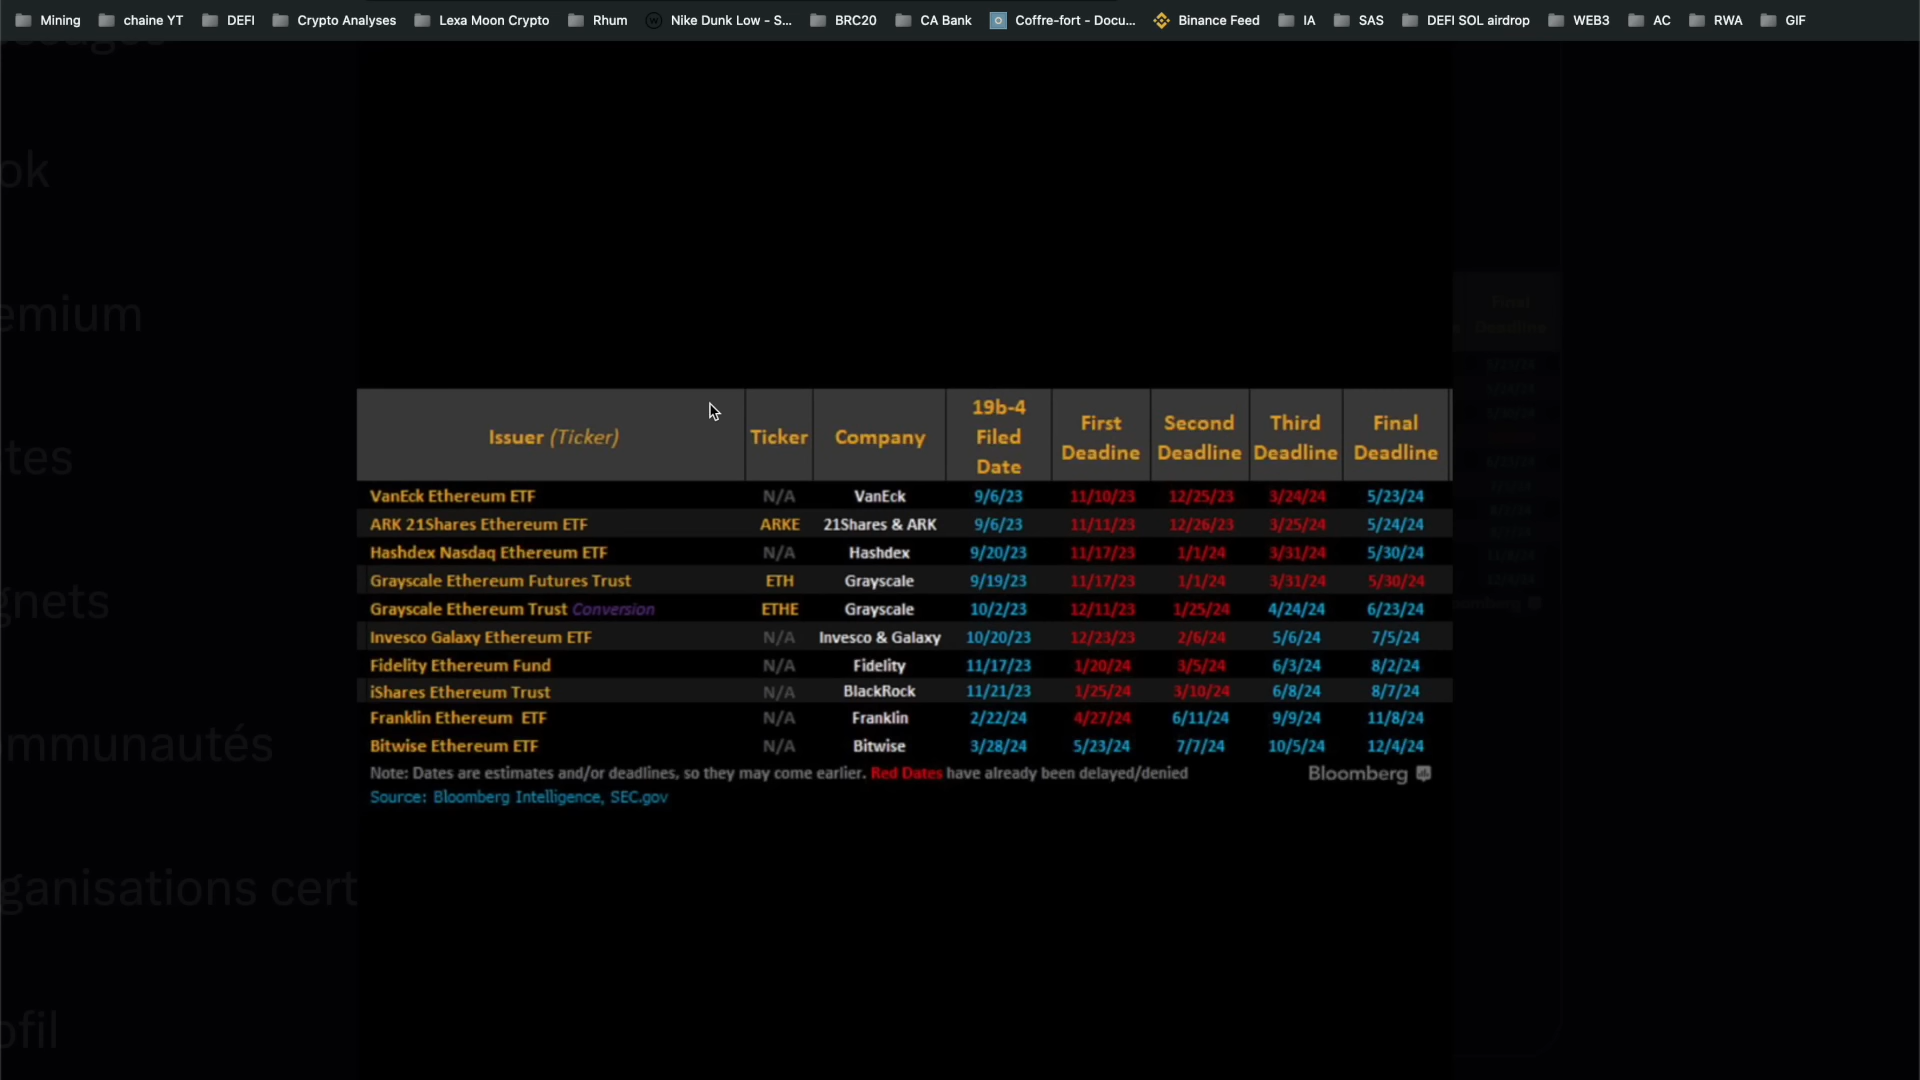 Mining chaine YT DEFI Crypto Analyses Lexa Moon Crypto Rhum Nike Dunk Low - S... BRC20 CA Bank Coffre-fort - Docu... Binance Feed IA SAS DEFI SOL airdrop WEB3 AC RWA GIF
ok
emium
tes
gnets
mmunautés
ganisations cert
ofil
Issuer (Ticker) Ticker Company 19b-4 Filed Date First Deadine Second Deadline Third Deadline Final Deadline
VanEck Ethereum ETF N/A VanEck 9/6/23 11/10/23 12/25/23 3/24/24 5/23/24
ARK 21Shares Ethereum ETF ARKE 21Shares & ARK 9/6/23 11/11/23 12/26/23 3/25/24 5/24/24
Hashdex Nasdaq Ethereum ETF N/A Hashdex 9/20/23 11/17/23 1/1/24 3/31/24 5/30/24
Grayscale Ethereum Futures Trust ETH Grayscale 9/19/23 11/17/23 1/1/24 3/31/24 5/30/24
Grayscale Ethereum Trust Conversion ETHE Grayscale 10/2/23 12/11/23 1/25/24 4/24/24 6/23/24
Invesco Galaxy Ethereum ETF N/A Invesco & Galaxy 10/20/23 12/23/23 2/6/24 5/6/24 7/5/24
Fidelity Ethereum Fund N/A Fidelity 11/17/23 1/20/24 3/5/24 6/3/24 8/2/24
iShares Ethereum Trust N/A BlackRock 11/21/23 1/25/24 3/10/24 6/8/24 8/7/24
Franklin Ethereum ETF N/A Franklin 2/22/24 4/27/24 6/11/24 9/9/24 11/8/24
Bitwise Ethereum ETF N/A Bitwise 3/28/24 5/23/24 7/7/24 10/5/24 12/4/24
Note: Dates are estimates and/or deadlines, so they may come earlier. Red Dates have already been delayed/denied Bloomberg
Source: Bloomberg Intelligence, SEC.gov
Final
Deadline